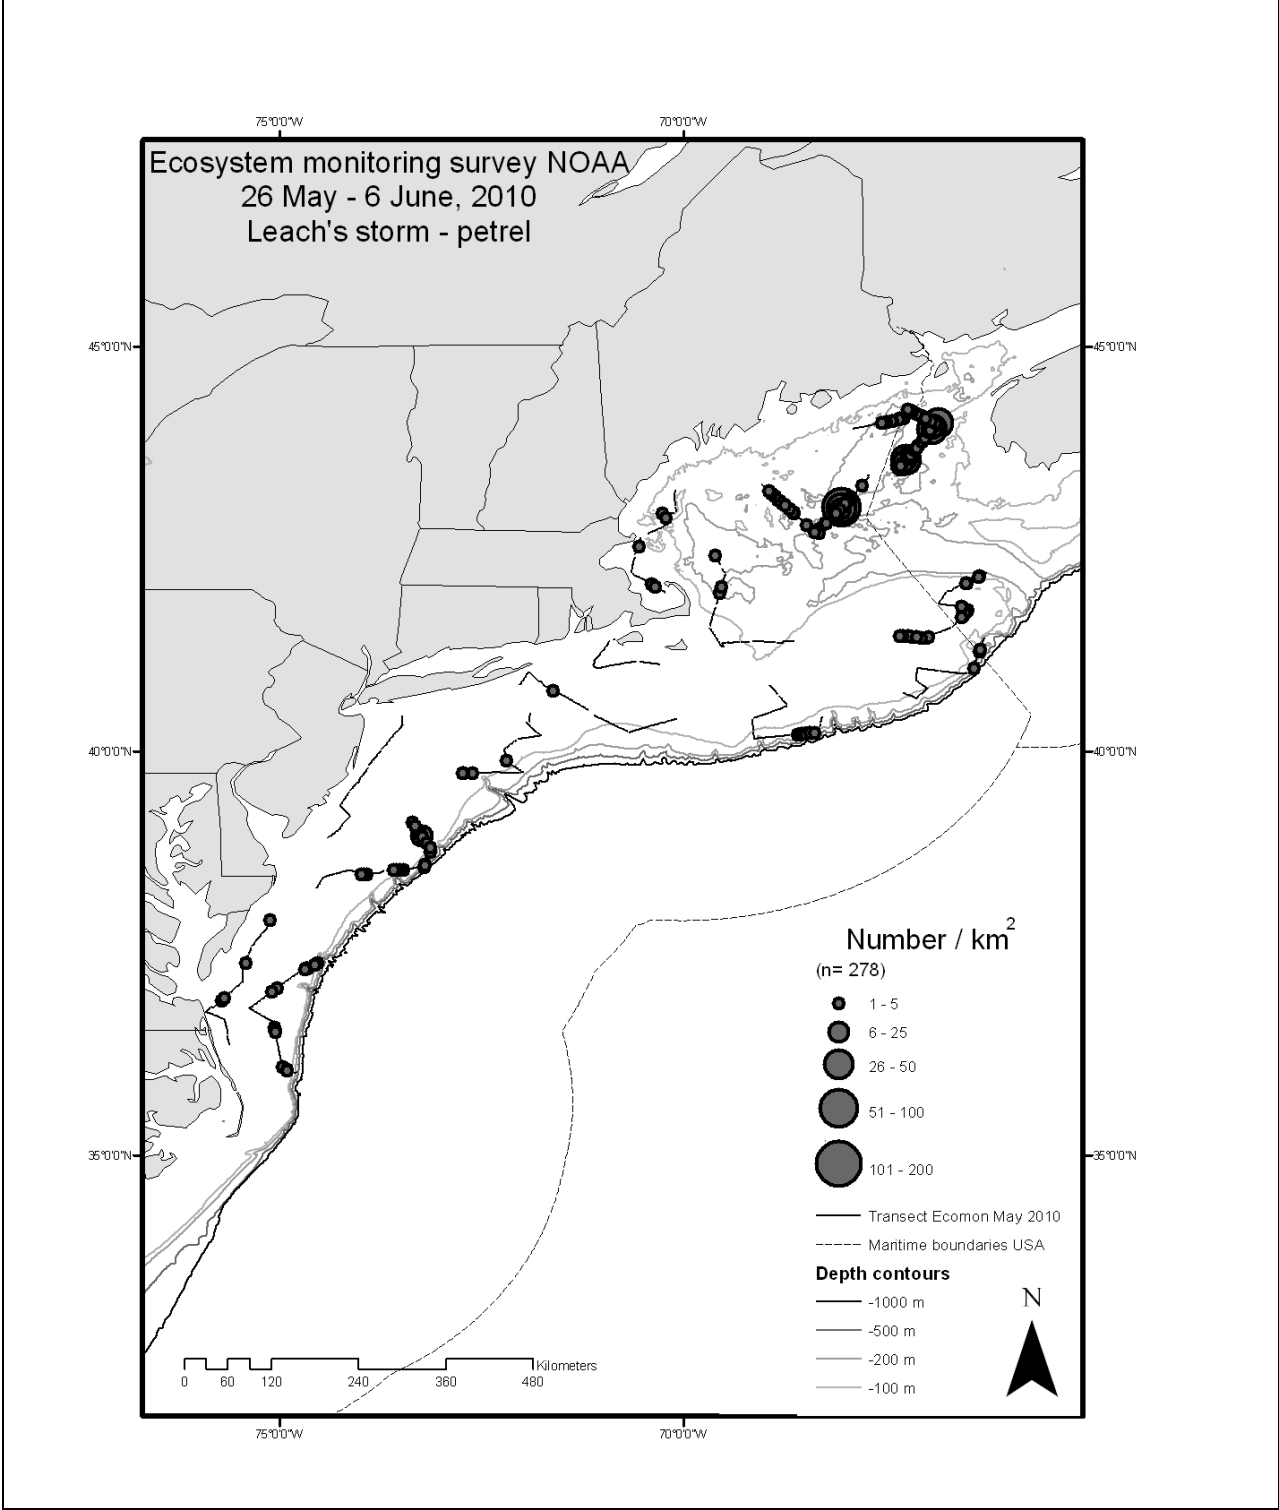 75°0'0"W 70°0'0"W
Ecosystem monitoring survey NOAA
26 May - 6 June, 2010
Leach's storm - petrel
45°0'0"N 45°0'0"N
40°0'0"N 40°0'0"N
Number / km²
(n= 278)
1 - 5
6 - 25
26 - 50
51 - 100
35°0'0"N 35°0'0"N
101 - 200
Transect Ecomon May 2010
Maritime boundaries USA
Depth contours
-1000 m
-500 m
-200 m
-100 m
N
Kilometers
0 60 120 240 360 480
75°0'0"W 70°0'0"W